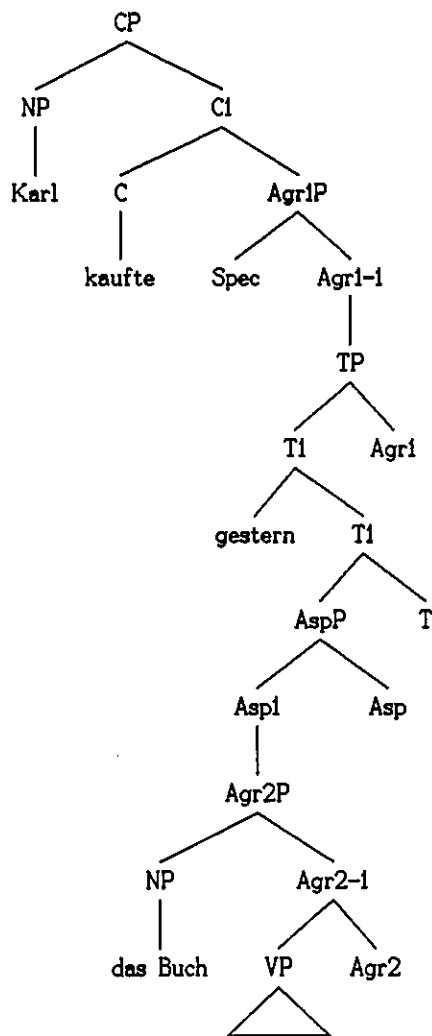 CP
NP C1
Karl C Agr1P
kaufte Spec Agr1-1
TP
T1 Agr1
gestern T1
AspP T
Asp1 Asp
Agr2P
NP Agr2-1
das Buch VP Agr2